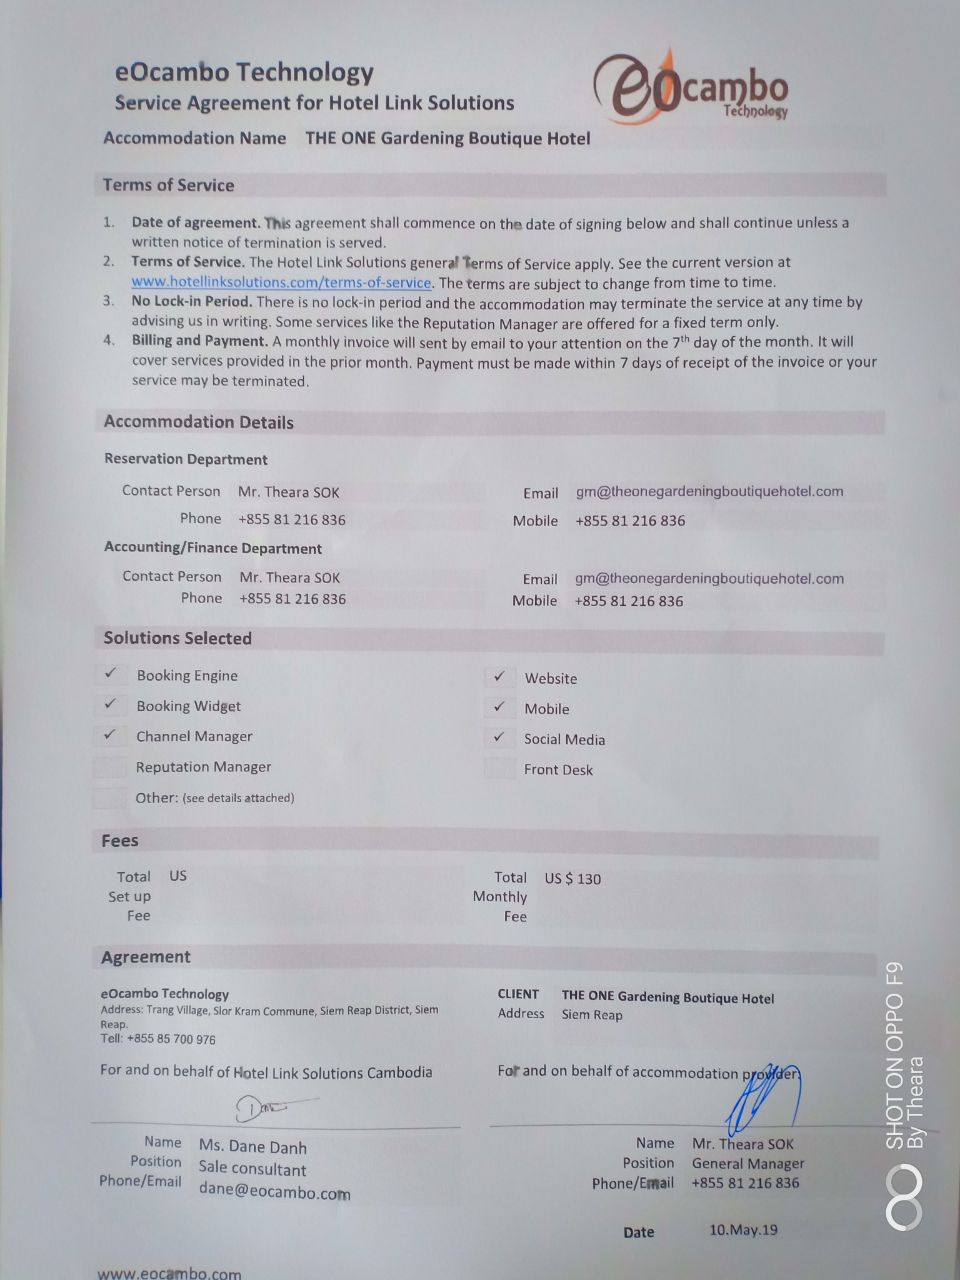 eOcambo Technology
Service Agreement for Hotel Link Solutions
eOcambo
Technology
Accommodation Name THE ONE Gardening Boutique Hotel
Terms of Service
1. Date of agreement. This agreement shall commence on the date of signing below and shall continue unless a
written notice of termination is served.
2. Terms of Service. The Hotel Link Solutions general Terms of Service apply. See the current version at
www.hotellinksolutions.com/terms-of-service. The terms are subject to change from time to time.
3. No Lock-in Period. There is no lock-in period and the accommodation may terminate the service at any time by
advising us in writing. Some services like the Reputation Manager are offered for a fixed term only.
4. Billing and Payment. A monthly invoice will sent by email to your attention on the 7th day of the month. It will
cover services provided in the prior month. Payment must be made within 7 days of receipt of the invoice or your
service may be terminated.
Accommodation Details
Reservation Department
Contact Person Mr. Theara SOK Email gm@theonegardeningboutiquehotel.com
Phone +855 81 216 836 Mobile +855 81 216 836
Accounting/Finance Department
Contact Person Mr. Theara SOK Email gm@theonegardeningboutiquehotel.com
Phone +855 81 216 836 Mobile +855 81 216 836
Solutions Selected
✓ Booking Engine ✓ Website
✓ Booking Widget ✓ Mobile
✓ Channel Manager ✓ Social Media
Reputation Manager Front Desk
Other: (see details attached)
Fees
Total US Total US $ 130
Set up Monthly
Fee Fee
Agreement
eOcambo Technology
Address: Trang Village, Slor Kram Commune, Siem Reap District, Siem
Reap.
Tell: +855 85 700 976
CLIENT THE ONE Gardening Boutique Hotel
Address Siem Reap
For and on behalf of Hotel Link Solutions Cambodia
For and on behalf of accommodation provider
Name Ms. Dane Danh
Position Sale consultant
Phone/Email dane@eocambo.com
Name Mr. Theara SOK
Position General Manager
Phone/Email +855 81 216 836
Date 10.May.19
www.eocambo.com
SHOT ON OPPO F9
By Theara